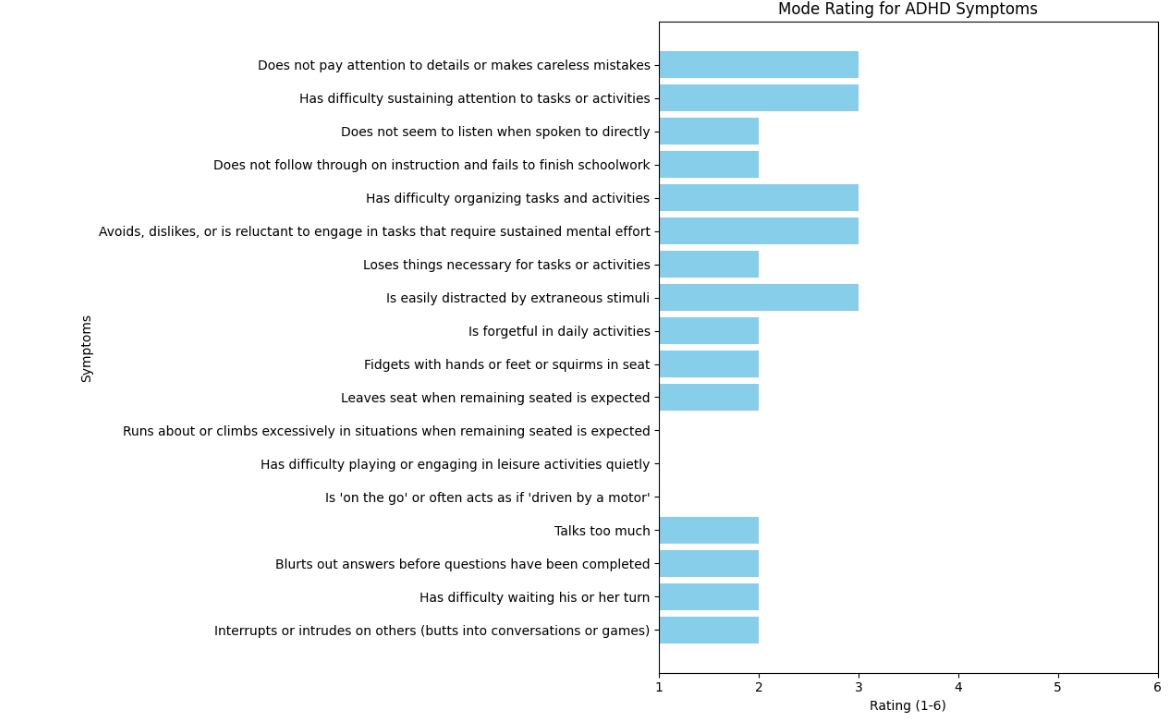 Mode Rating for ADHD Symptoms
Does not pay attention to details or makes careless mistakes
Has difficulty sustaining attention to tasks or activities
Does not seem to listen when spoken to directly
Does not follow through on instruction and fails to finish schoolwork
Has difficulty organizing tasks and activities
Avoids, dislikes, or is reluctant to engage in tasks that require sustained mental effort
Loses things necessary for tasks or activities
Is easily distracted by extraneous stimuli
Is forgetful in daily activities
Fidgets with hands or feet or squirms in seat
Leaves seat when remaining seated is expected
Runs about or climbs excessively in situations when remaining seated is expected
Has difficulty playing or engaging in leisure activities quietly
Is 'on the go' or often acts as if 'driven by a motor'
Talks too much
Blurts out answers before questions have been completed
Has difficulty waiting his or her turn
Interrupts or intrudes on others (butts into conversations or games)
Symptoms
1 2 3 4 5 6
Rating (1-6)